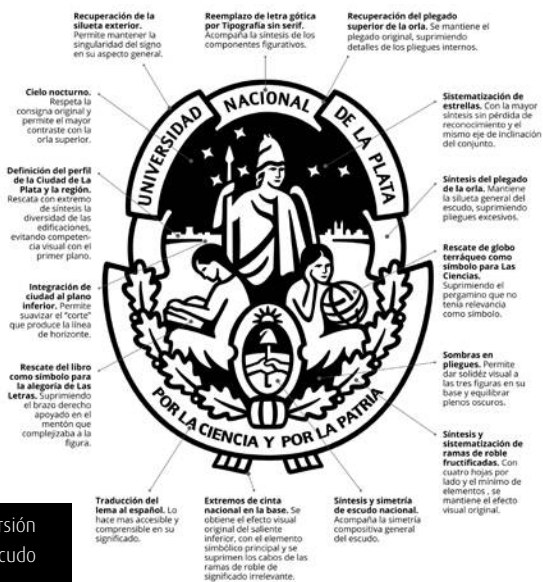 Recuperación de la
silueta exterior.
Permite mantener la
singularidad del signo
en su aspecto general.
Reemplazo de letra gótica
por Tipografía sin serif.
Acompaña la síntesis de los
componentes figurativos.
Recuperación del plegado
superior de la orla. Se mantiene el
plegado original, suprimiendo
detalles de los pliegues internos.
Cielo nocturno.
Respeta la
consigna original y
permite el mayor
contraste con la
orla superior.
Sistematización de
estrellas. Con la mayor
síntesis sin pérdida de
reconocimiento y el
mismo eje de inclinación
del conjunto.
UNIVERSIDAD NACIONAL DE LA PLATA
Definición del perfil
de la Ciudad de La
Plata y la región.
Rescata con extremo
de síntesis la
diversidad de las
edificaciones,
evitando competen-
cia visual con el
primer plano.
Síntesis del plegado
de la orla. Mantiene
la silueta general del
escudo, suprimiendo
pliegues excesivos.
Rescate de globo
terráqueo como
símbolo para Las
Ciencias.
Suprimiendo el
pergamino que no
tenía relevancia
como símbolo.
Integración de
ciudad al plano
inferior. Permite
suavizar el "corte"
que produce la línea
de horizonte.
Rescate del libro
como símbolo para
la alegoría de Las
Letras. Suprimiendo
el brazo derecho
apoyado en el
mentón que
complejizaba a la
figura.
Sombras en
pliegues. Permite
dar solidéz visual a
las tres figuras en su
base y equilibrar
plenos oscuros.
POR LA CIENCIA Y POR LA PATRIA
Síntesis y
sistematización de
ramas de roble
fructificadas. Con
cuatro hojas por
lado y el mínimo de
elementos , se
mantiene el efecto
visual original.
Traducción del
lema al español. Lo
hace mas accesible y
comprensible en su
significado.
Extremos de cinta
nacional en la base. Se
obtiene el efecto visual
original del saliente
inferior, con el elemento
simbólico principal y se
suprimen los cabos de las
ramas de roble de
significado irrelevante.
Síntesis y simetría
de escudo nacional.
Acompaña la simetría
compositiva general
del escudo.
rsión
cudo